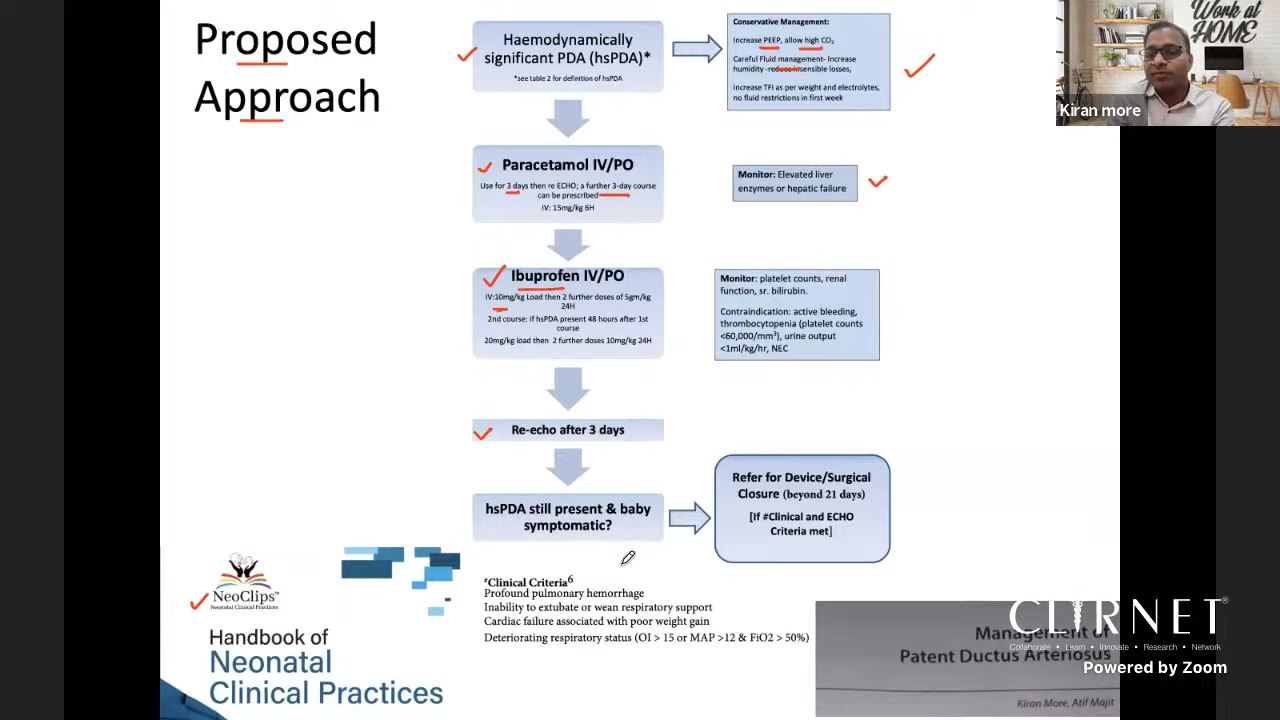 Proposed
Approach
Haemodynamically
significant PDA (hsPDA)*
*see table 2 for definition of hsPDA
Conservative Management:
Increase PEEP, allow high CO₂
Careful Fluid management- Increase
humidity -reduces insensible losses,
Increase TFI as per weight and electrolytes,
no fluid restrictions in first week
Work at
HOME
Kiran more
Paracetamol IV/PO
Use for 3 days then re ECHO; a further 3-day course
can be prescribed
IV: 15mg/kg 6H
Monitor: Elevated liver
enzymes or hepatic failure
Ibuprofen IV/PO
IV:10mg/kg Load then 2 further doses of 5gm/kg
24H
2nd course: if hsPDA present 48 hours after 1st
course
20mg/kg load then 2 further doses 10mg/kg 24H
Monitor: platelet counts, renal
function, sr. bilirubin.
Contraindication: active bleeding,
thrombocytopenia (platelet counts
<60,000/mm³), urine output
<1ml/kg/hr, NEC
Re-echo after 3 days
hsPDA still present & baby
symptomatic?
Refer for Device/Surgical
Closure (beyond 21 days)
[If #Clinical and ECHO
Criteria met]
#Clinical Criteria6
Profound pulmonary hemorrhage
Inability to extubate or wean respiratory support
Cardiac failure associated with poor weight gain
Deteriorating respiratory status (OI > 15 or MAP >12 & FiO2 > 50%)
NeoClips™
Neonatal Clinical Practices
Handbook of
Neonatal
Clinical Practices
Management of
Patent Ductus Arteriosus
Kiran More, Atif Majit
CLIRNET®
Collaborate • Learn • Innovate • Research • Network
Powered by Zoom